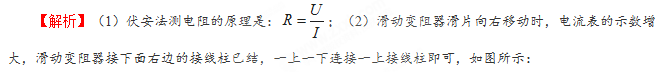 【解析】（1）伏安法测电阻的原理是：R=U/I；（2）滑动变阻器滑片向右移动时，电流表的示数增
大，滑动变阻器接下面右边的接线柱已结，一上一下连接一上接线柱即可，如图所示：